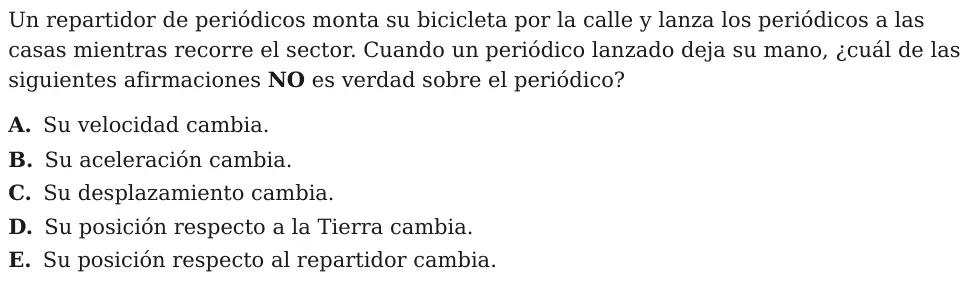 Un repartidor de periódicos monta su bicicleta por la calle y lanza los periódicos a las
casas mientras recorre el sector. Cuando un periódico lanzado deja su mano, ¿cuál de las
siguientes afirmaciones NO es verdad sobre el periódico?
A. Su velocidad cambia.
B. Su aceleración cambia.
C. Su desplazamiento cambia.
D. Su posición respecto a la Tierra cambia.
E. Su posición respecto al repartidor cambia.